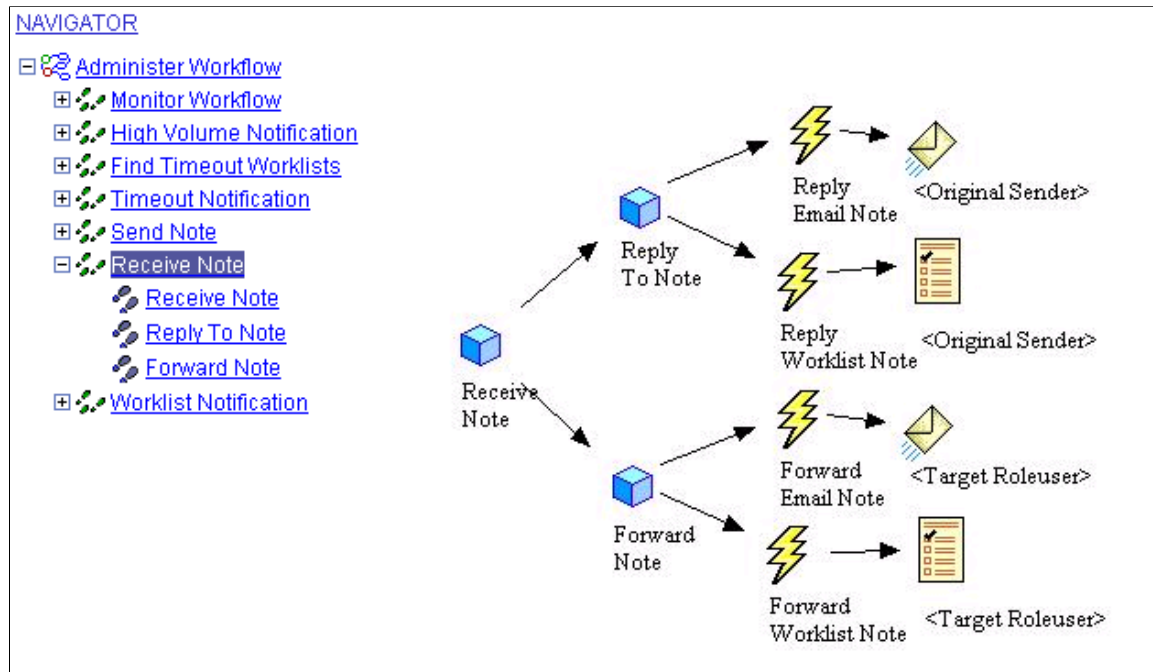 NAVIGATOR
Administer Workflow
Monitor Workflow
High Volume Notification
Find Timeout Worklists
Timeout Notification
Send Note
Receive Note
Receive Note
Reply To Note
Forward Note
Worklist Notification
Receive
Note
Reply
To Note
Reply
Email Note
<Original Sender>
Reply
Worklist Note
<Original Sender>
Forward
Note
Forward
Email Note
<Target Roleuser>
Forward
Worklist Note
<Target Roleuser>